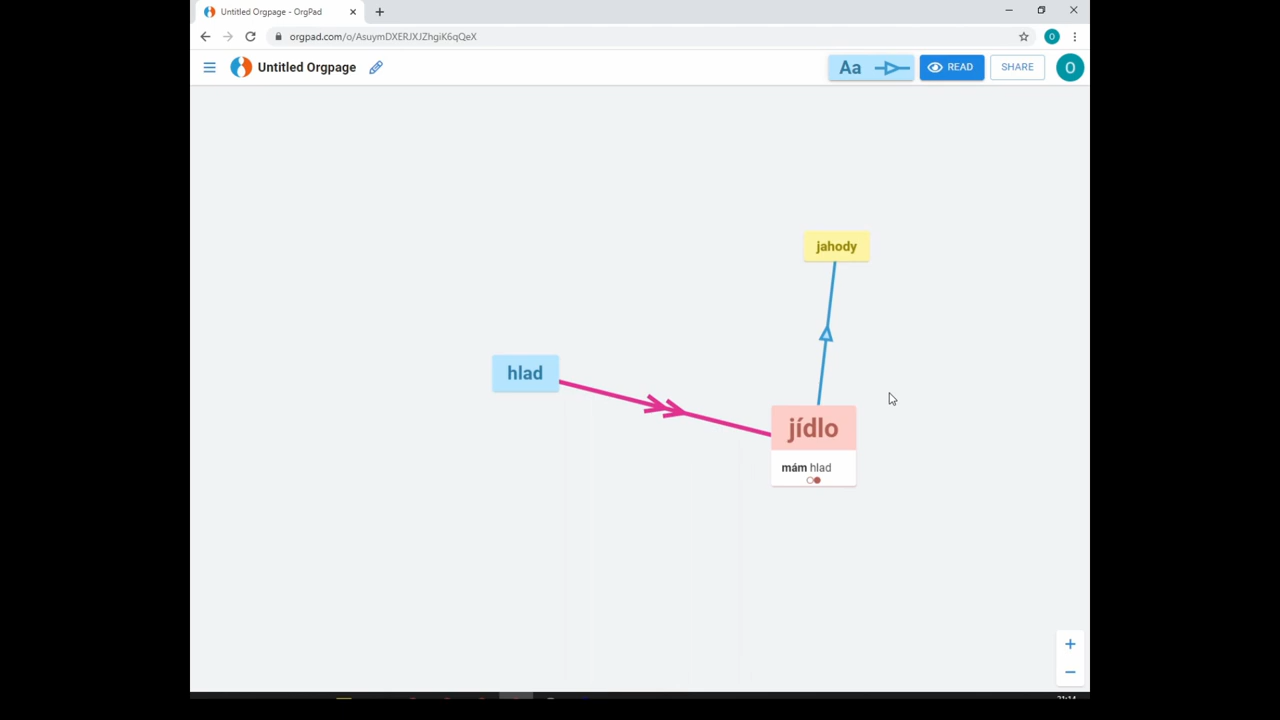 Untitled Orgpage - OrgPad
orgpad.com/o/AsuymDXERJXJZhgiK6qQeX
O
Untitled Orgpage
Aa
READ
SHARE
O
jahody
hlad
jídlo
mám hlad